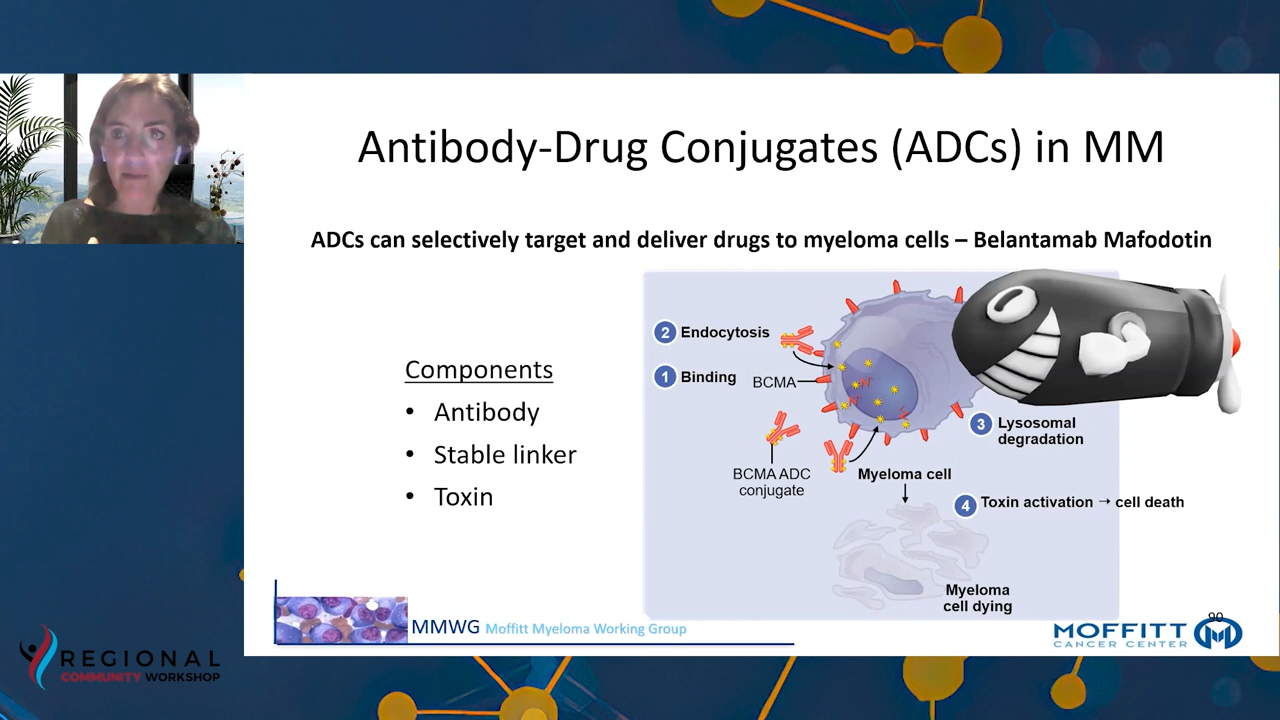 Antibody-Drug Conjugates (ADCs) in MM
ADCs can selectively target and deliver drugs to myeloma cells – Belantamab Mafodotin
Components
• Antibody
• Stable linker
• Toxin
2 Endocytosis
1 Binding
BCMA
BCMA ADC
conjugate
Myeloma cell
3 Lysosomal
degradation
4 Toxin activation → cell death
Myeloma
cell dying
MMWG Moffitt Myeloma Working Group
90
MOFFITT
CANCER CENTER
M
REGIONAL
COMMUNITY WORKSHOP